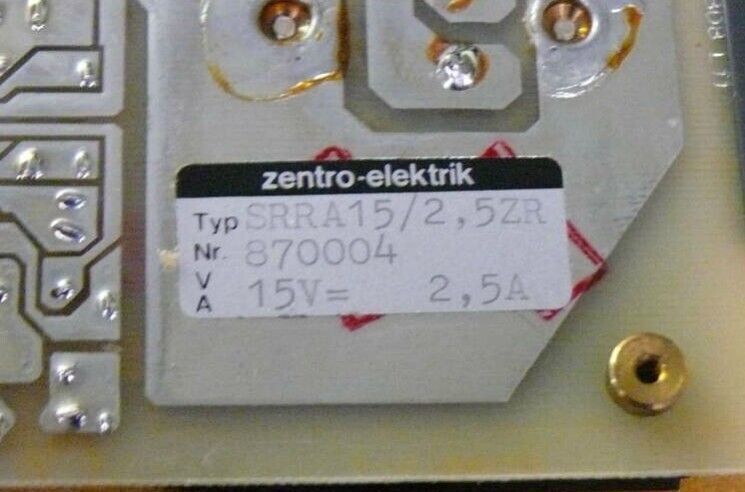 zentro-elektrik
Typ SRRA15/2,5ZR
Nr. 870004
V 15V= 2,5A
A